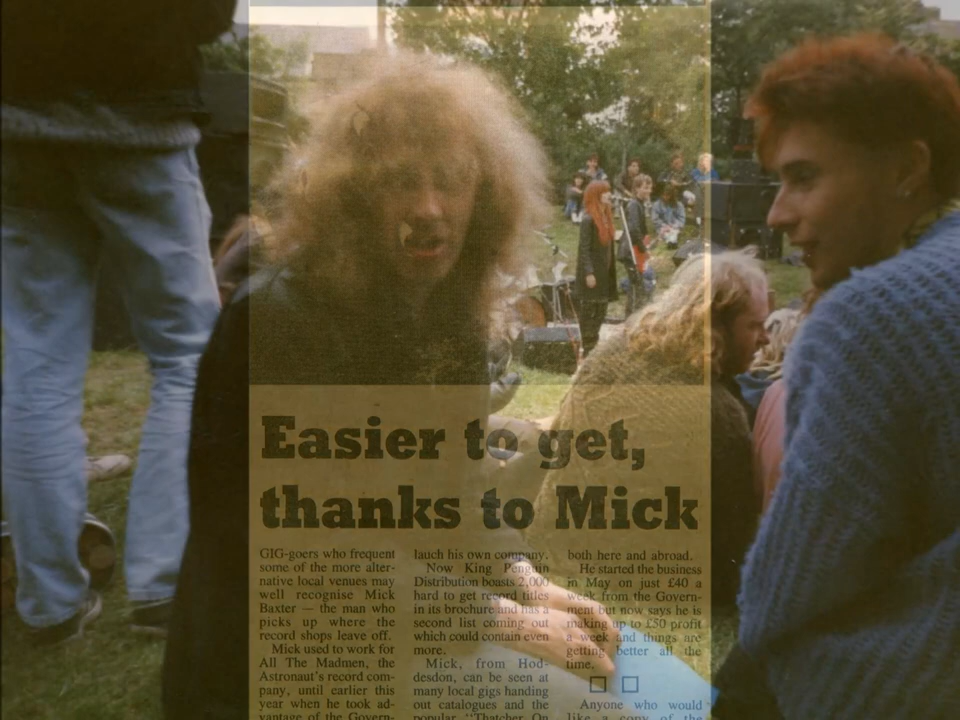 Easier to get,
thanks to Mick
GIG-goers who frequent
some of the more alter-
native local venues may
well recognise Mick
Baxter — the man who
picks up where the
record shops leave off.
Mick used to work for
All The Madmen, the
Astronaut's record com-
pany, until earlier this
year when he took ad-
vantage of the Govern-
lauch his own company.
Now King Penguin
Distribution boasts 2,000
hard to get record titles
in its brochure and has a
second list coming out
which could contain even
more.
Mick, from Hod-
desdon, can be seen at
many local gigs handing
out catalogues and the
popular "Thatcher On
both here and abroad.
He started the business
in May on just £40 a
week from the Govern-
ment but now says he is
making up to £50 profit
a week and things are
getting better all the
time.
Anyone who would
like a copy of the